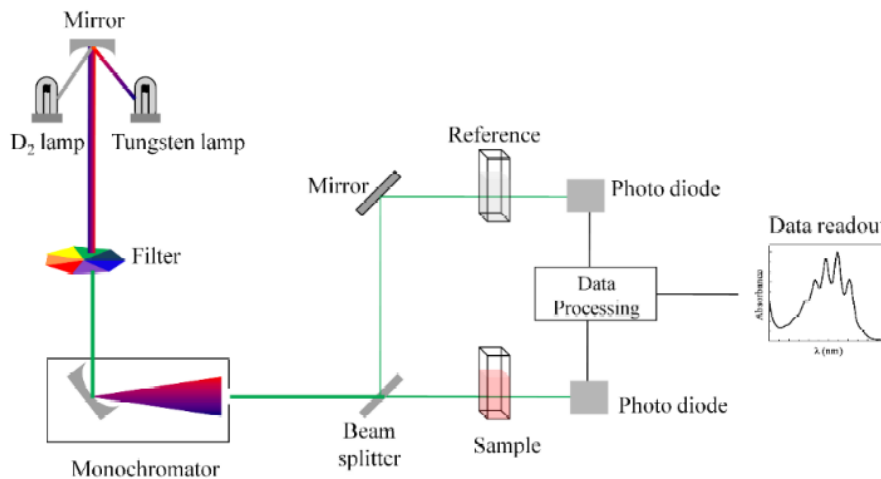 Mirror
D₂ lamp
Tungsten lamp
Filter
Monochromator
Mirror
Reference
Photo diode
Data
Processing
Beam
splitter
Sample
Photo diode
Data readout
Absorbance
λ (nm)